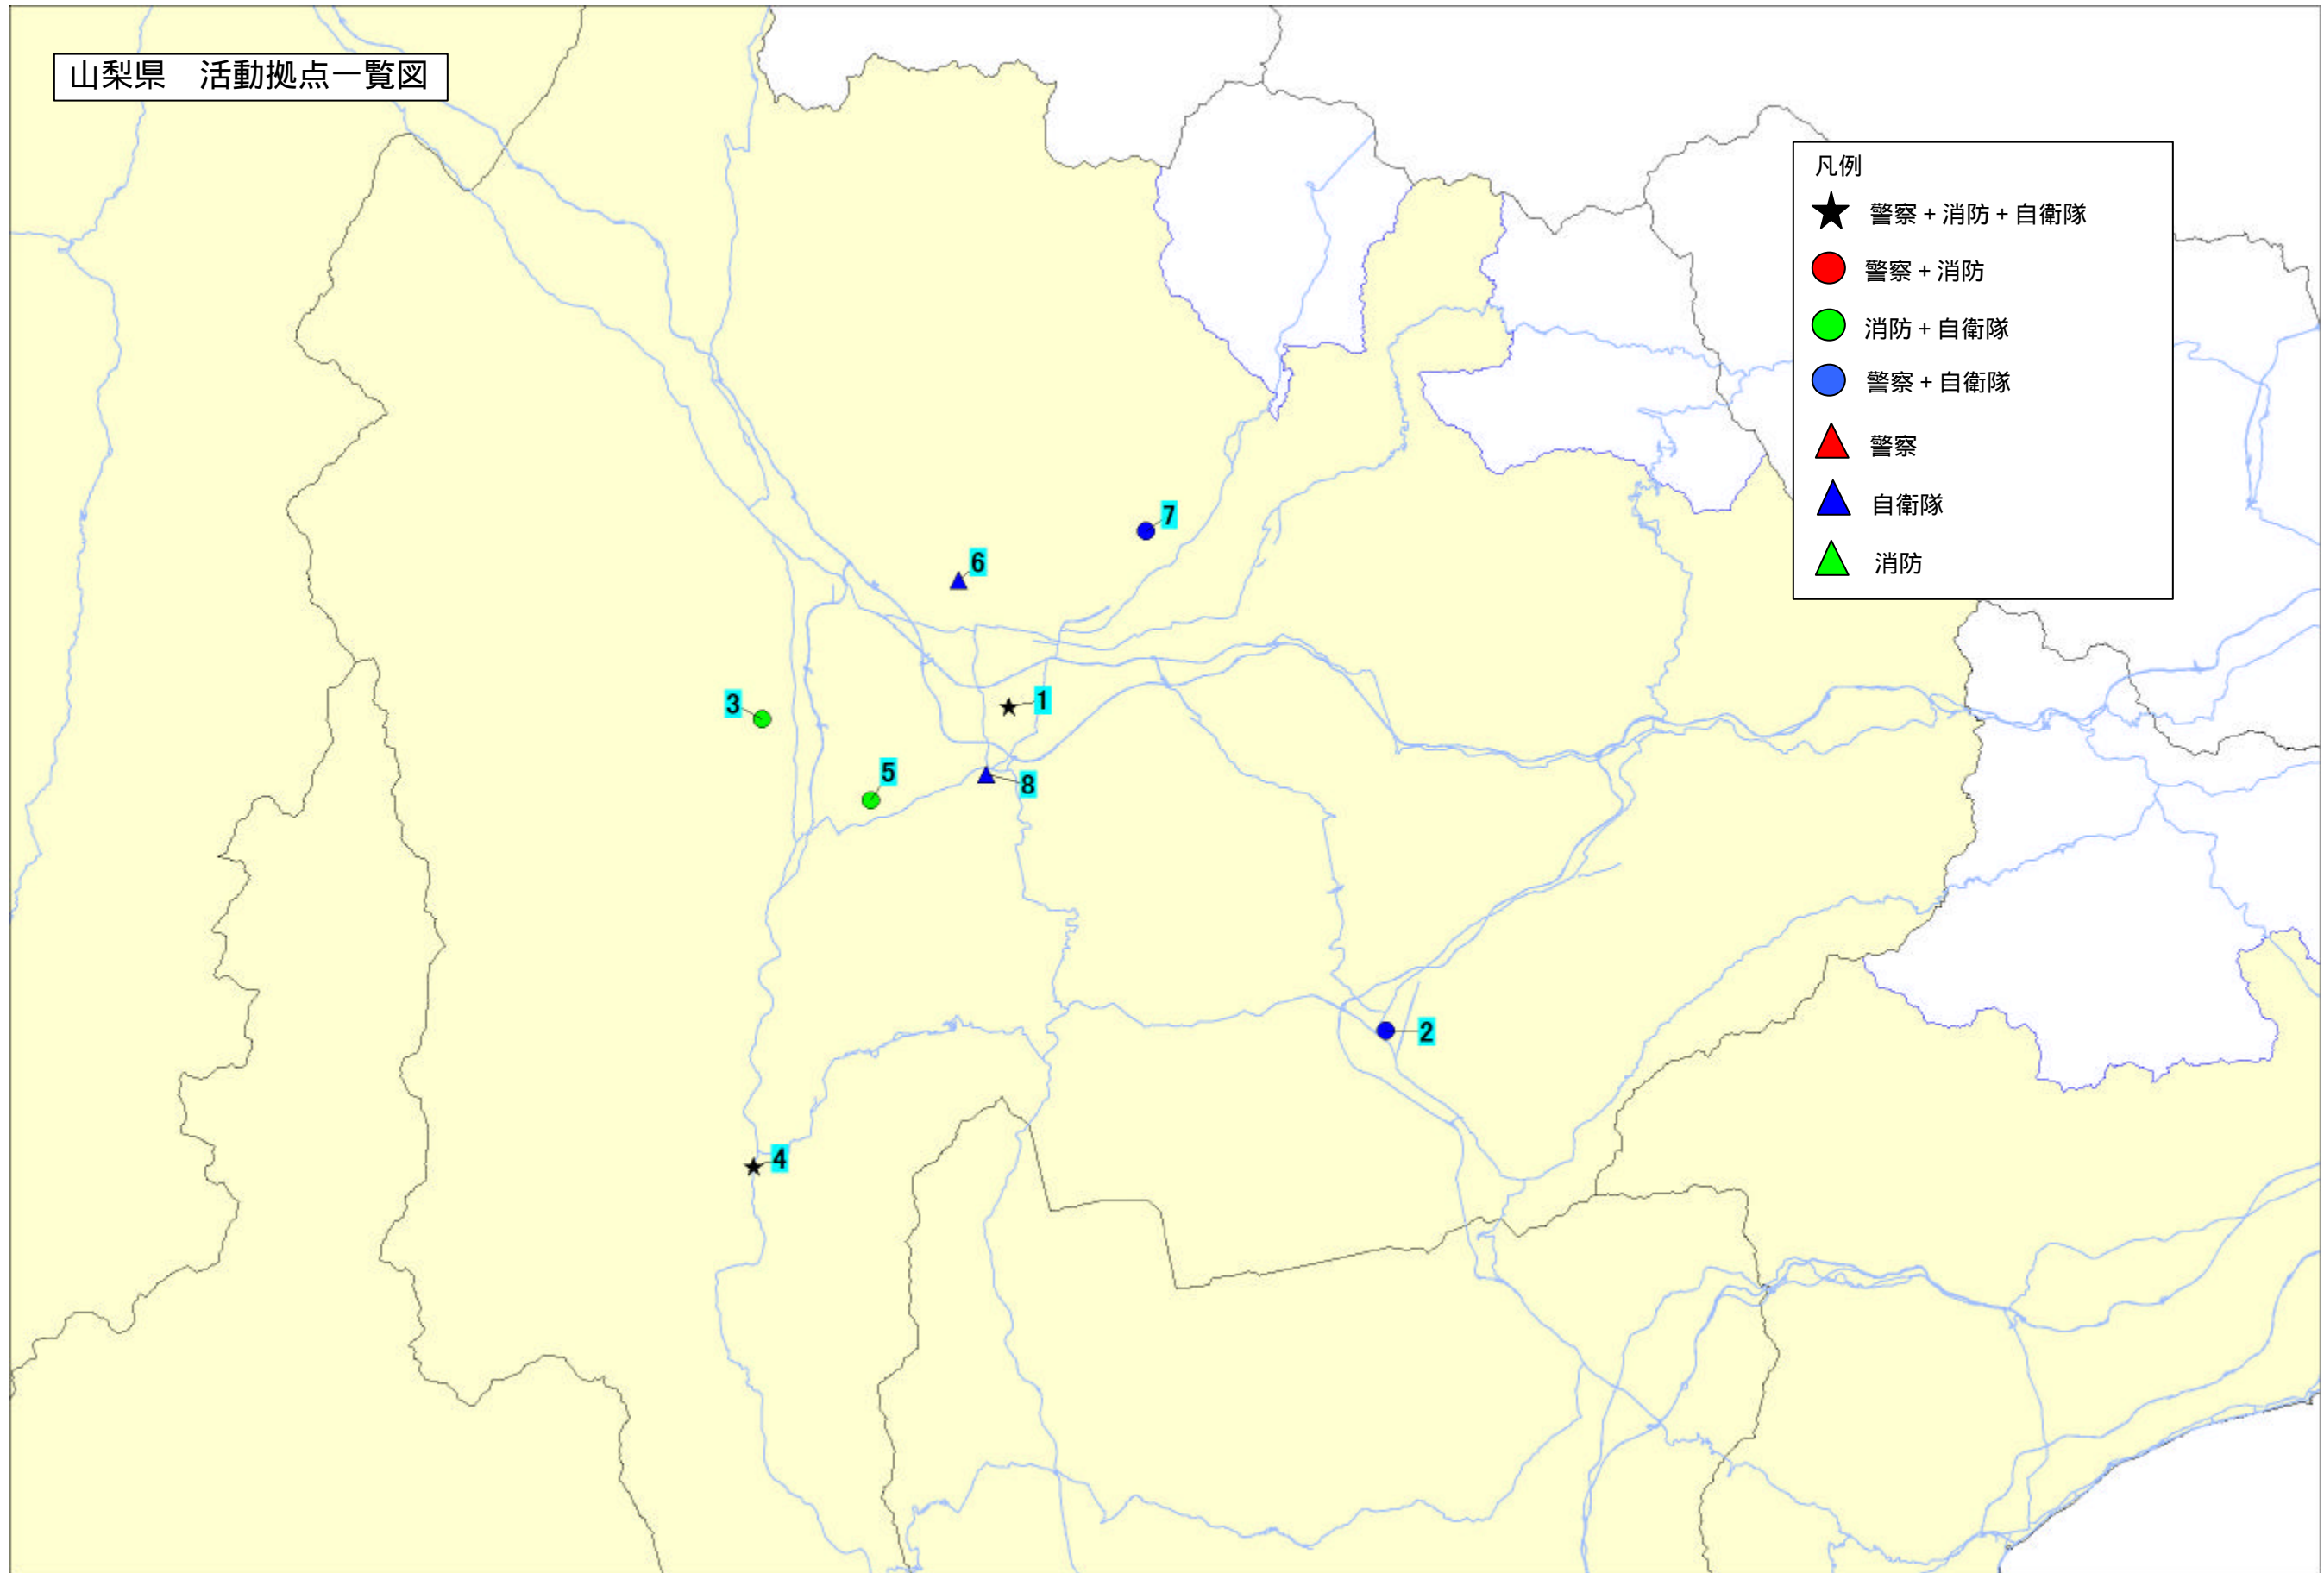 山梨県　活動拠点一覧図
凡例
警察+消防+自衛隊
警察+消防
消防+自衛隊
警察+自衛隊
警察
自衛隊
消防
7
6
1
3
5
8
2
4